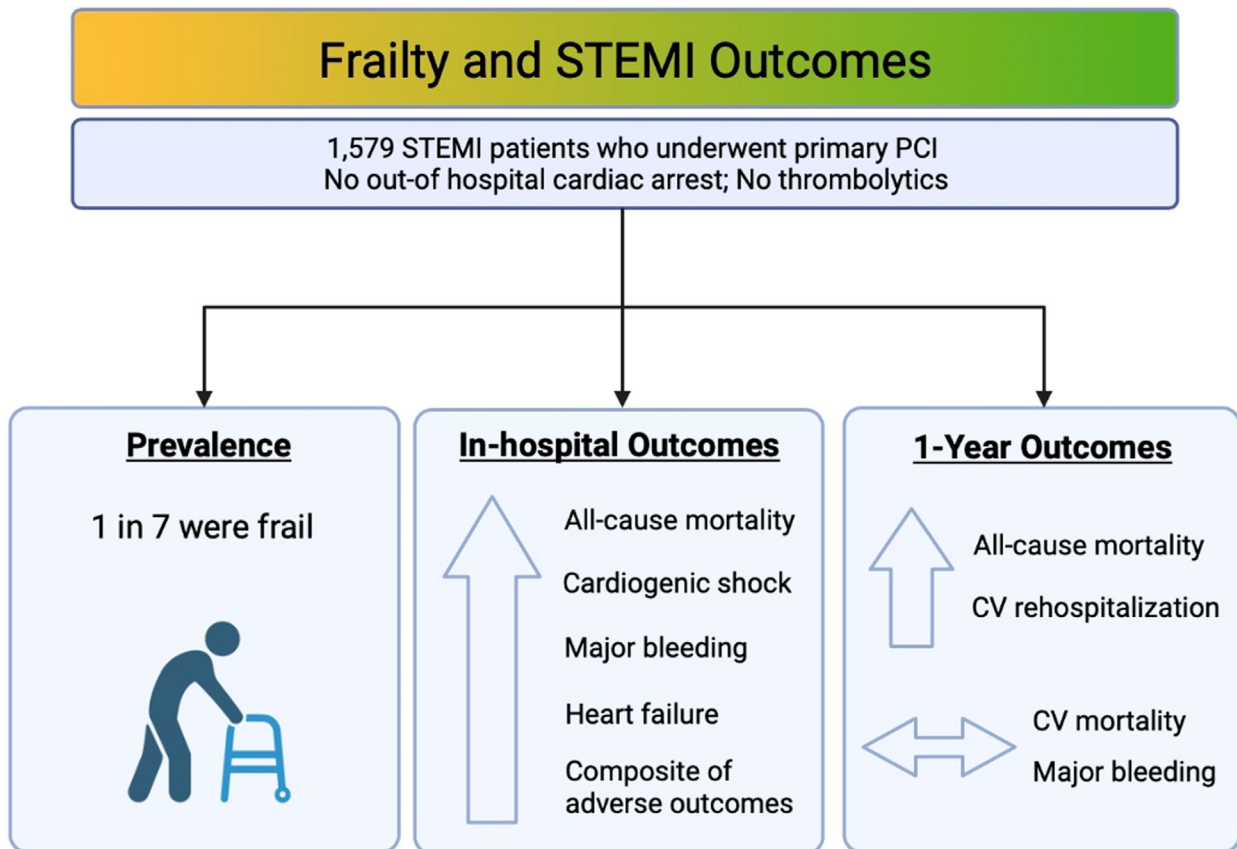 Frailty and STEMI Outcomes
1,579 STEMI patients who underwent primary PCI
No out-of hospital cardiac arrest; No thrombolytics
Prevalence
1 in 7 were frail
In-hospital Outcomes
All-cause mortality
Cardiogenic shock
Major bleeding
Heart failure
Composite of
adverse outcomes
1-Year Outcomes
All-cause mortality
CV rehospitalization
CV mortality
Major bleeding